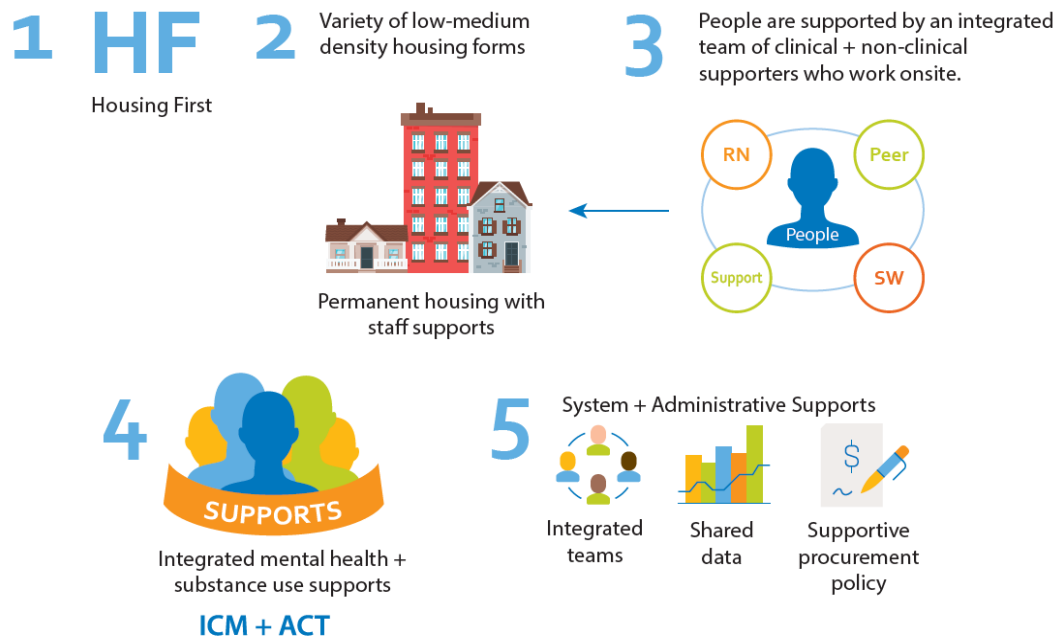 1
HF
Housing First
2
Variety of low-medium
density housing forms
Permanent housing with
staff supports
3
People are supported by an integrated
team of clinical + non-clinical
supporters who work onsite.
RN
Peer
People
Support
SW
4
SUPPORTS
Integrated mental health +
substance use supports
ICM + ACT
5
System + Administrative Supports
Integrated
teams
Shared
data
$
Supportive
procurement
policy